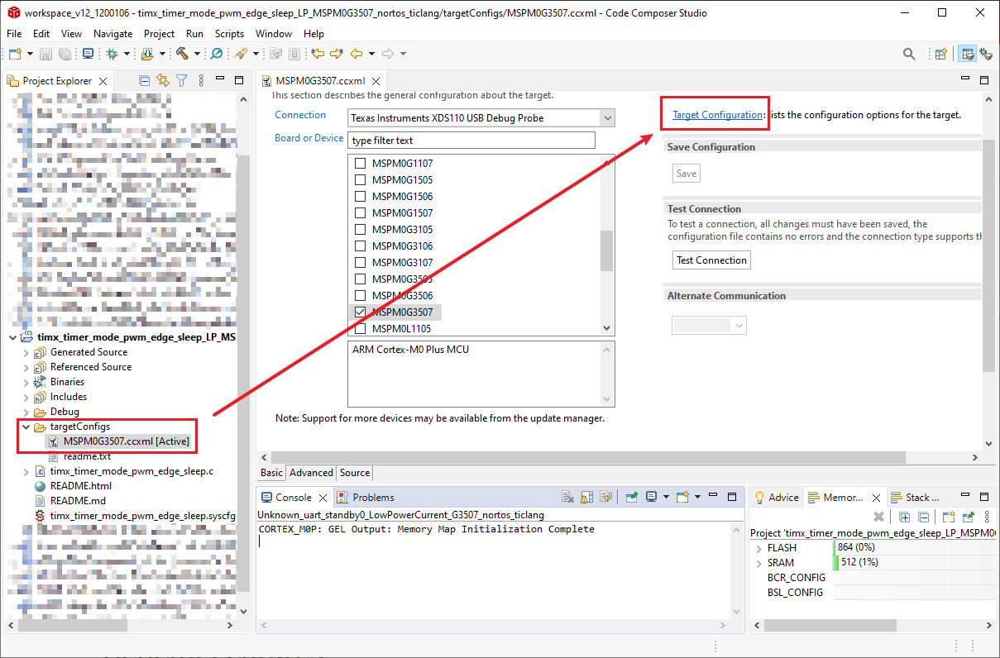 workspace_v12_1200106 - timx_timer_mode_pwm_edge_sleep_LP_MSPM0G3507_nortos_ticlang/targetConfigs/MSPM0G3507.ccxml - Code Composer Studio
File Edit View Navigate Project Run Scripts Window Help
Project Explorer
timx_timer_mode_pwm_edge_sleep_LP_MS
Generated Source
Referenced Source
Binaries
Includes
Debug
targetConfigs
MSPM0G3507.ccxml [Active]
readme.txt
timx_timer_mode_pwm_edge_sleep.c
README.html
README.md
timx_timer_mode_pwm_edge_sleep.syscfg
MSPM0G3507.ccxml
This section describes the general configuration about the target.
Connection Texas Instruments XDS110 USB Debug Probe
Board or Device type filter text
MSPM0G1107
MSPM0G1505
MSPM0G1506
MSPM0G1507
MSPM0G3105
MSPM0G3106
MSPM0G3107
MSPM0G3505
MSPM0G3506
MSPM0G3507
MSPM0L1105
ARM Cortex-M0 Plus MCU
Note: Support for more devices may be available from the update manager.
Target Configuration: lists the configuration options for the target.
Save Configuration
Save
Test Connection
To test a connection, all changes must have been saved, the
configuration file contains no errors and the connection type supports th
Test Connection
Alternate Communication
Basic Advanced Source
Console Problems
Unknown_uart_standby0_LowPowerCurrent_G3507_nortos_ticlang
CORTEX_M0P: GEL Output: Memory Map Initialization Complete
Advice Memor... Stack ...
Project 'timx_timer_mode_pwm_edge_sleep_LP_MSPM0
FLASH 864 (0%)
SRAM 512 (1%)
BCR_CONFIG
BSL_CONFIG